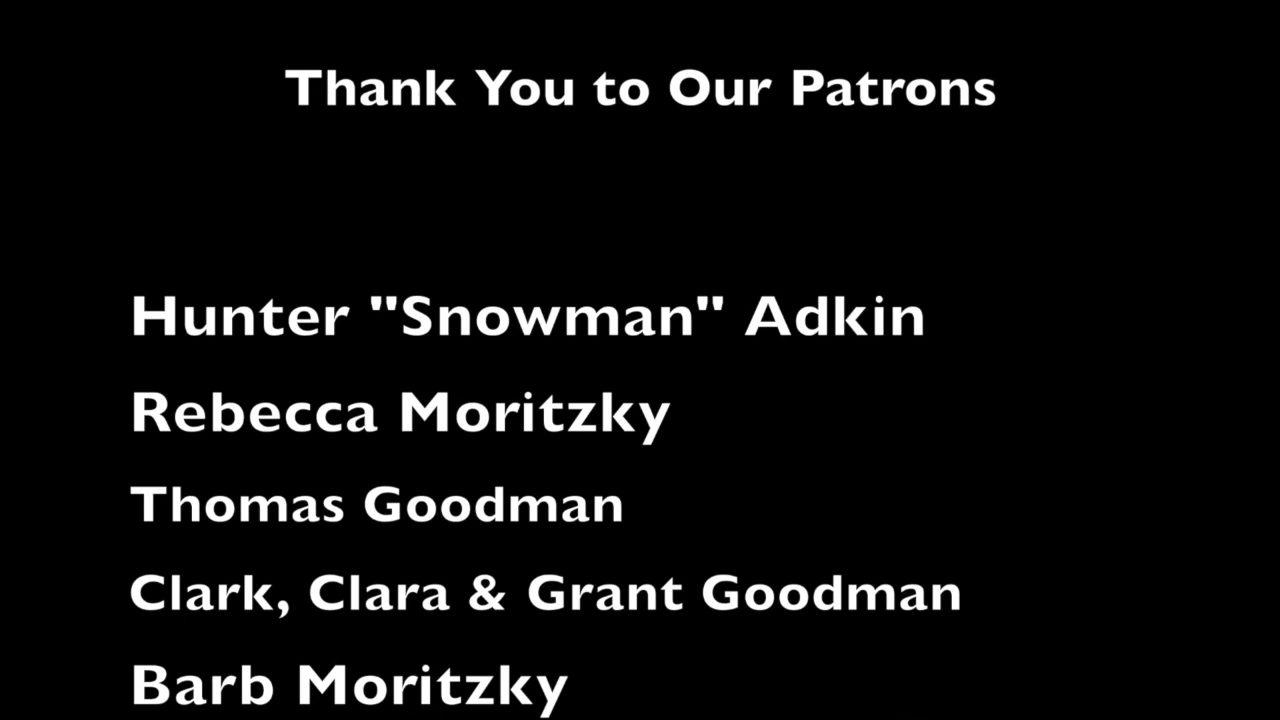 Thank You to Our Patrons
Hunter "Snowman" Adkin
Rebecca Moritzky
Thomas Goodman
Clark, Clara & Grant Goodman
Barb Moritzky